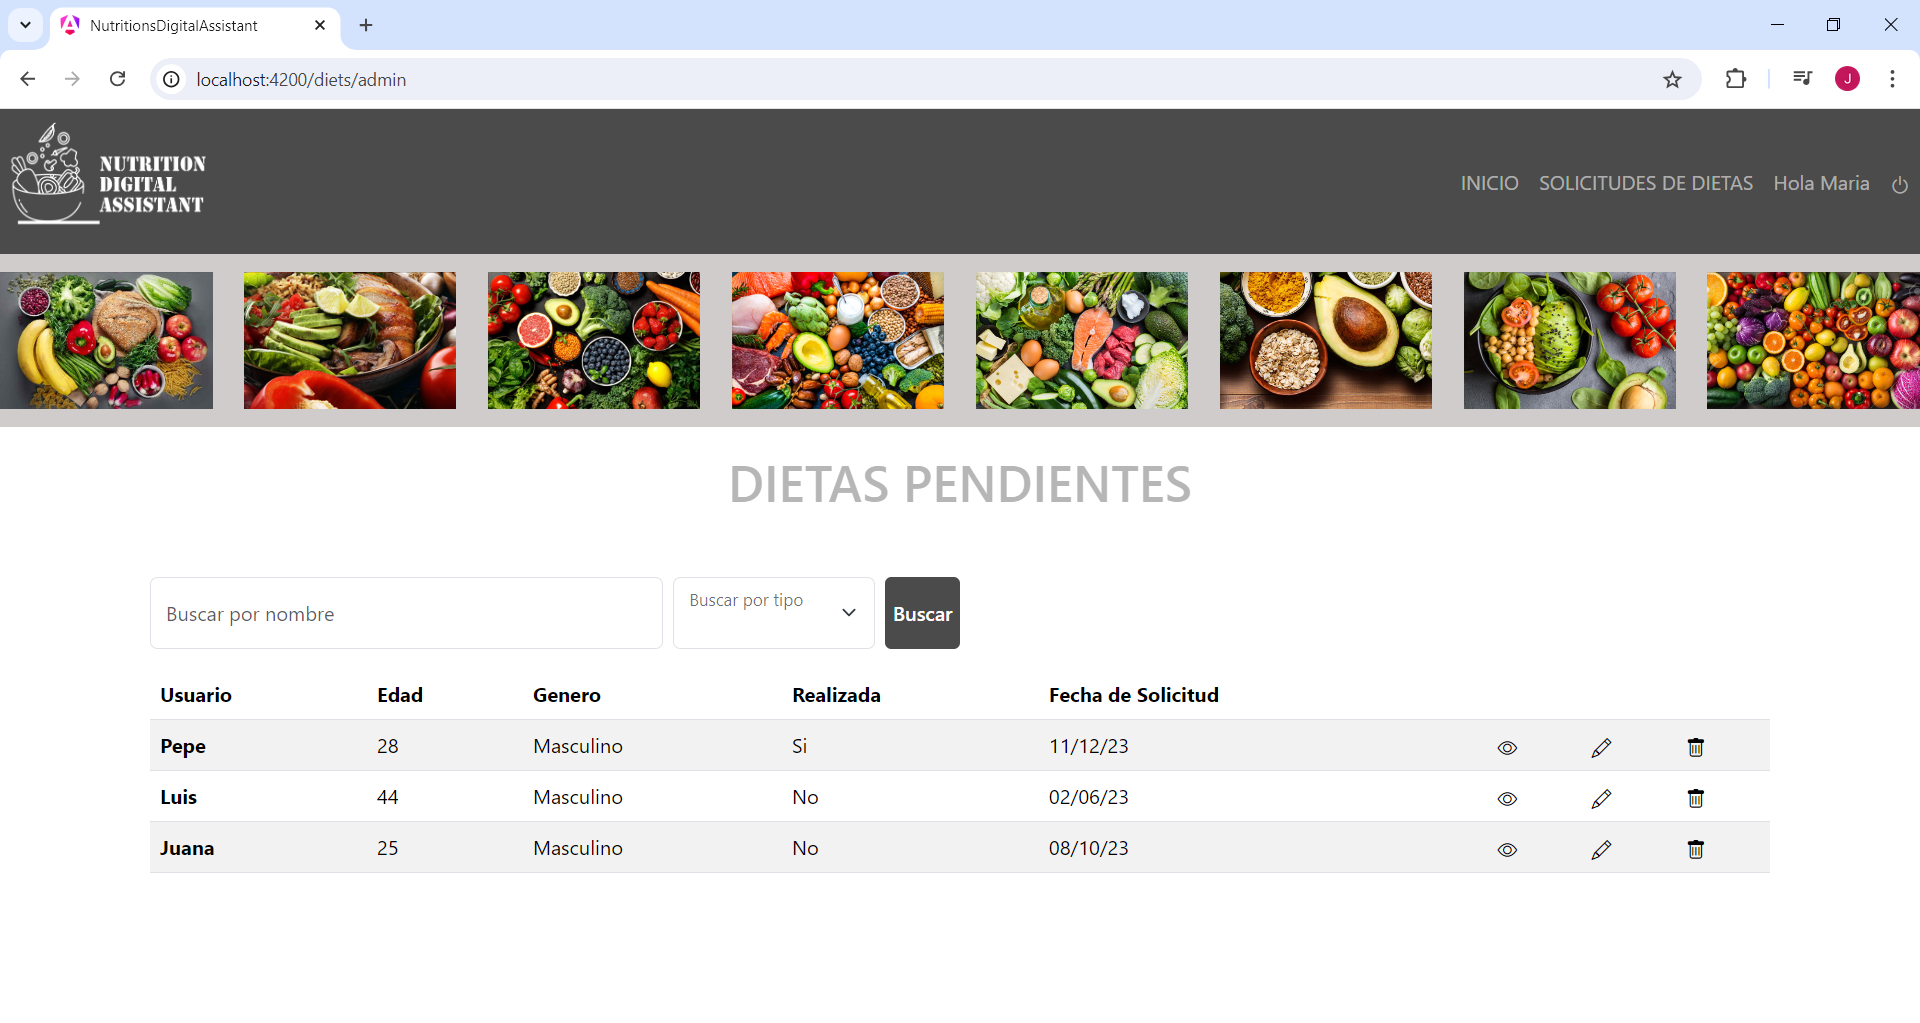 NutritionsDigitalAssistant
localhost:4200/diets/admin
J
NUTRITION
DIGITAL
ASSISTANT
INICIO SOLICITUDES DE DIETAS Hola Maria
DIETAS PENDIENTES
Buscar por nombre
Buscar por tipo
Buscar
Usuario Edad Genero Realizada Fecha de Solicitud
Pepe 28 Masculino Si 11/12/23
Luis 44 Masculino No 02/06/23
Juana 25 Masculino No 08/10/23